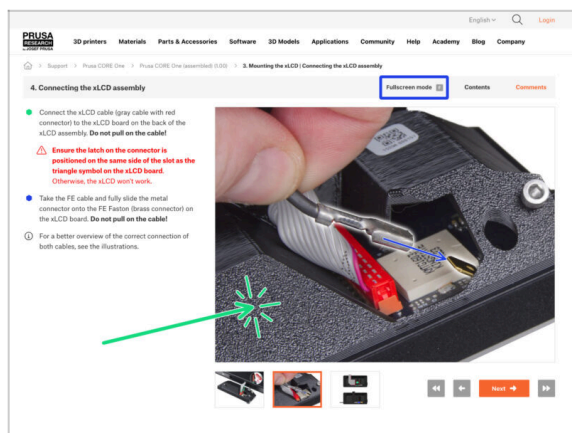 English
Login
PRUSA
RESEARCH
by JOSEF PRUSA
3D printers
Materials
Parts & Accessories
Software
3D Models
Applications
Community
Help
Academy
Blog
Company
> Support > Prusa CORE One > Prusa CORE One (assembled) (1.00) > 3. Mounting the xLCD | Connecting the xLCD assembly
4. Connecting the xLCD assembly
Fullscreen mode
Contents
Comments
Connect the xLCD cable (gray cable with red
connector) to the xLCD board on the back of the
xLCD assembly. Do not pull on the cable!
Ensure the latch on the connector is
positioned on the same side of the slot as the
triangle symbol on the xLCD board.
Otherwise, the xLCD won't work.
Take the FE cable and fully slide the metal
connector onto the FE Faston (brass connector) on
the xLCD board. Do not pull on the cable!
For a better overview of the correct connection of
both cables, see the illustrations.
Next